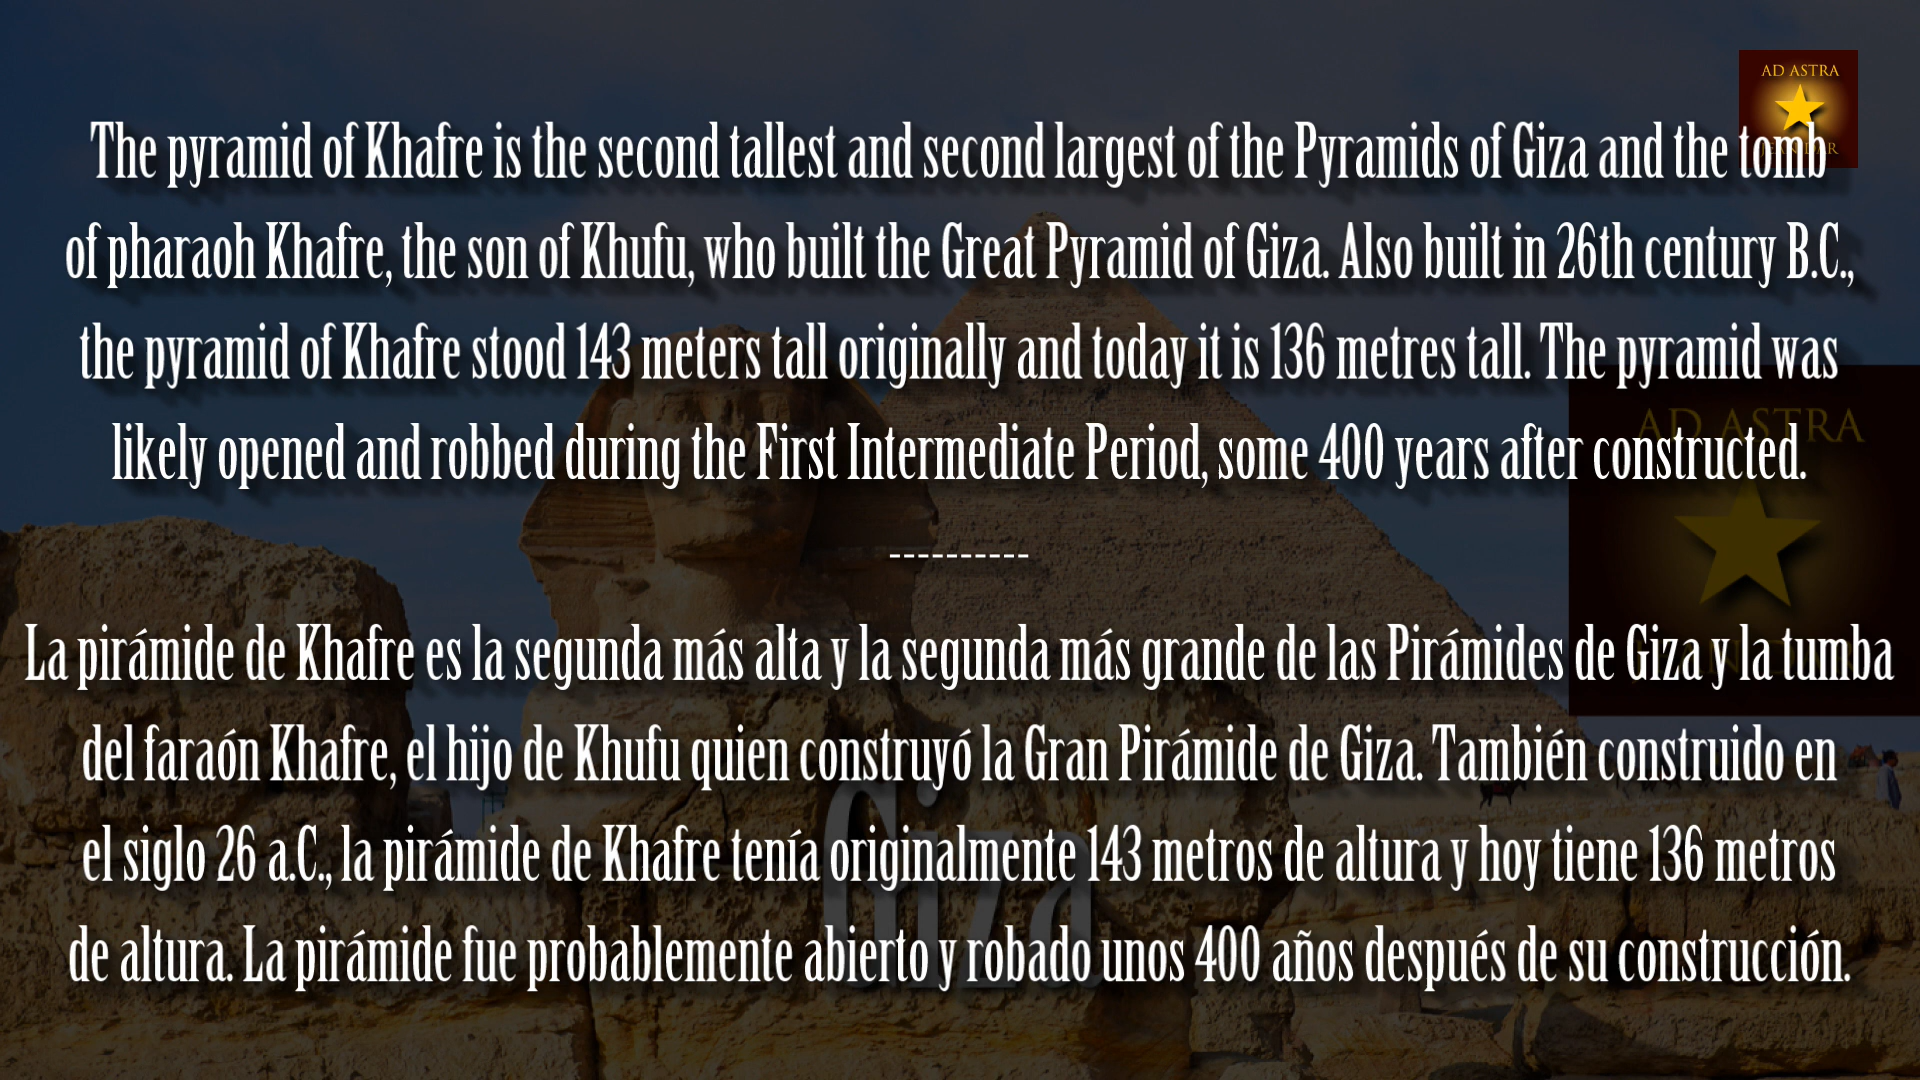 AD ASTRA
The pyramid of Khafre is the second tallest and second largest of the Pyramids of Giza and the tomb
of pharaoh Khafre, the son of Khufu, who built the Great Pyramid of Giza. Also built in 26th century B.C.,
the pyramid of Khafre stood 143 meters tall originally and today it is 136 metres tall. The pyramid was
likely opened and robbed during the First Intermediate Period, some 400 years after constructed.
AD ASTRA
----------
La pirámide de Khafre es la segunda más alta y la segunda más grande de las Pirámides de Giza y la tumba
del faraón Khafre, el hijo de Khufu quien construyó la Gran Pirámide de Giza. También construido en
el siglo 26 a.C., la pirámide de Khafre tenía originalmente 143 metros de altura y hoy tiene 136 metros
de altura. La pirámide fue probablemente abierto y robado unos 400 años después de su construcción.
Giza